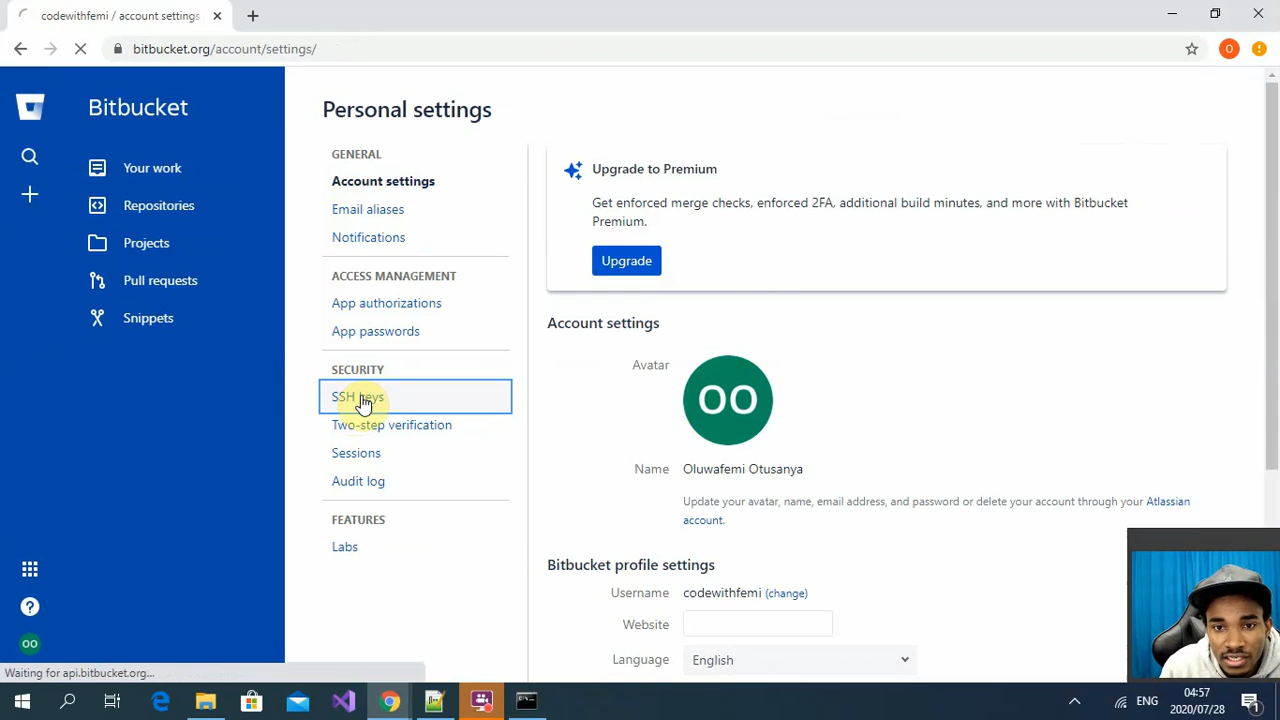 codewithfemi / account settings
bitbucket.org/account/settings/
O
Bitbucket
Your work
Repositories
Projects
Pull requests
Snippets
OO
Personal settings
GENERAL
Account settings
Email aliases
Notifications
ACCESS MANAGEMENT
App authorizations
App passwords
SECURITY
SSH keys
Two-step verification
Sessions
Audit log
FEATURES
Labs
Upgrade to Premium
Get enforced merge checks, enforced 2FA, additional build minutes, and more with Bitbucket
Premium.
Upgrade
Account settings
Avatar
OO
Name Oluwafemi Otusanya
Update your avatar, name, email address, and password or delete your account through your Atlassian
account.
Bitbucket profile settings
Username codewithfemi (change)
Website
Language English
Waiting for api.bitbucket.org...
ENG
04:57
2020/07/28
1